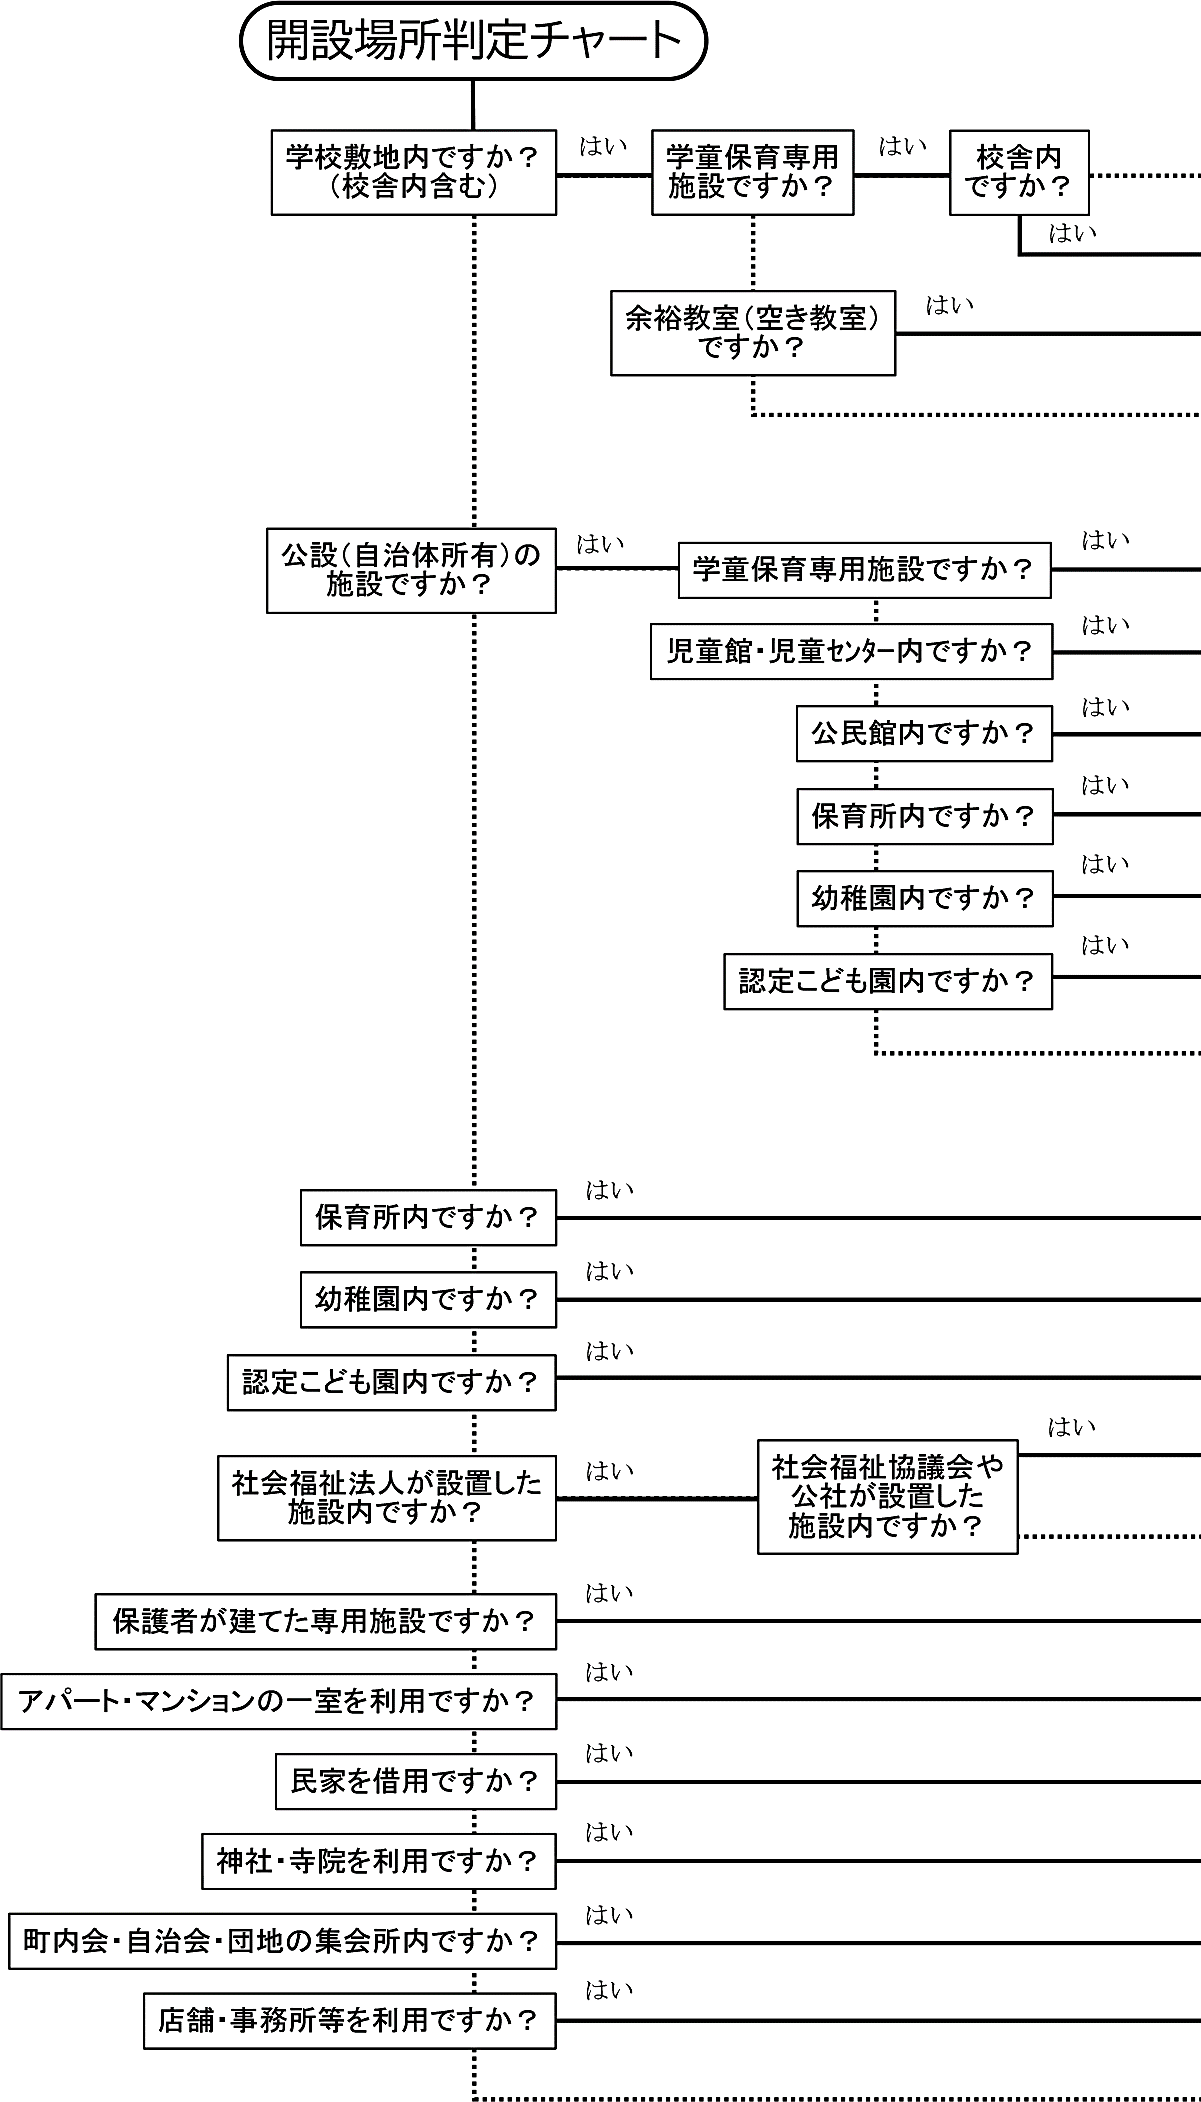 開設場所判定チャート
学校敷地内ですか？
（校舎内含む）
はい
学童保育専用
施設ですか？
はい
校舎内
ですか？
はい
余裕教室（空き教室）
ですか？
はい
公設（自治体所有）の
施設ですか？
はい
学童保育専用施設ですか？
はい
児童館・児童センター内ですか？
はい
公民館内ですか？
はい
保育所内ですか？
はい
幼稚園内ですか？
はい
認定こども園内ですか？
はい
保育所内ですか？
はい
幼稚園内ですか？
はい
認定こども園内ですか？
はい
社会福祉法人が設置した
施設内ですか？
はい
社会福祉協議会や
公社が設置した
施設内ですか？
はい
保護者が建てた専用施設ですか？
はい
アパート・マンションの一室を利用ですか？
はい
民家を借用ですか？
はい
神社・寺院を利用ですか？
はい
町内会・自治会・団地の集会所内ですか？
はい
店舗・事務所等を利用ですか？
はい